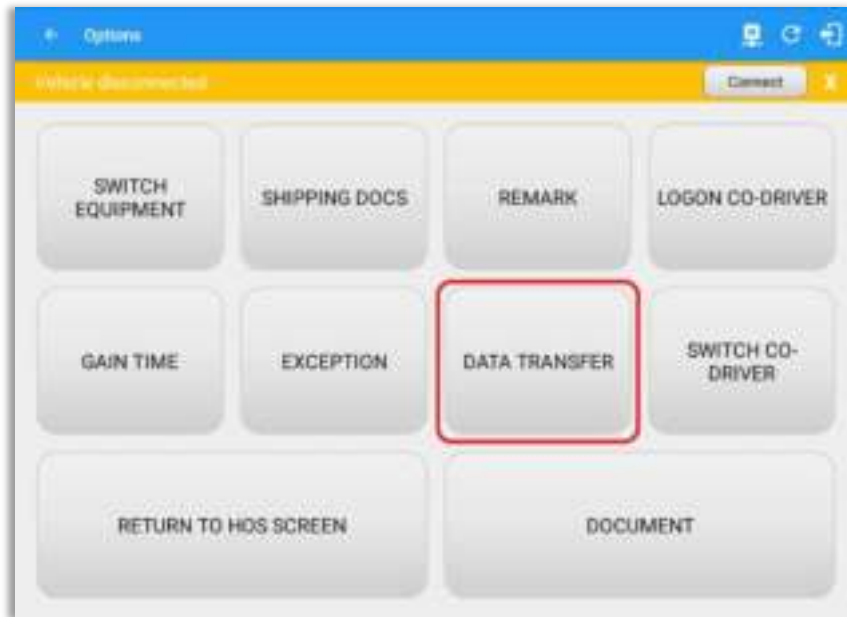 Options
Vehicle disconnected
Connect
X
SWITCH
EQUIPMENT
SHIPPING DOCS
REMARK
LOGON CO-DRIVER
GAIN TIME
EXCEPTION
DATA TRANSFER
SWITCH CO-
DRIVER
RETURN TO HOS SCREEN
DOCUMENT